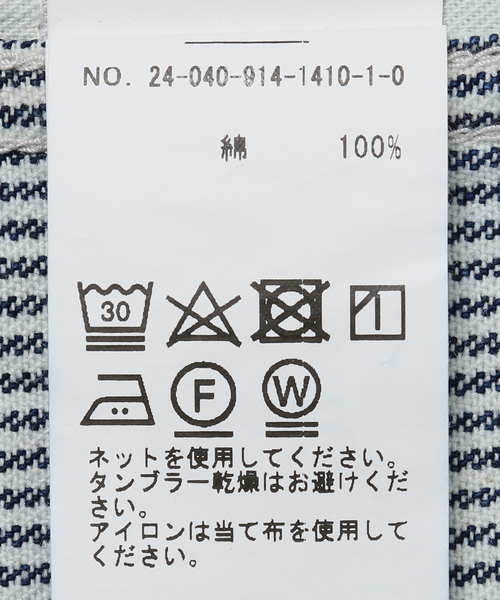 NO. 24-040-914-1410-1-0
綿 100%
30
F W
ネットを使用してください。
タンブラー乾燥はお避けくだ
さい。
アイロンは当て布を使用して
ください。